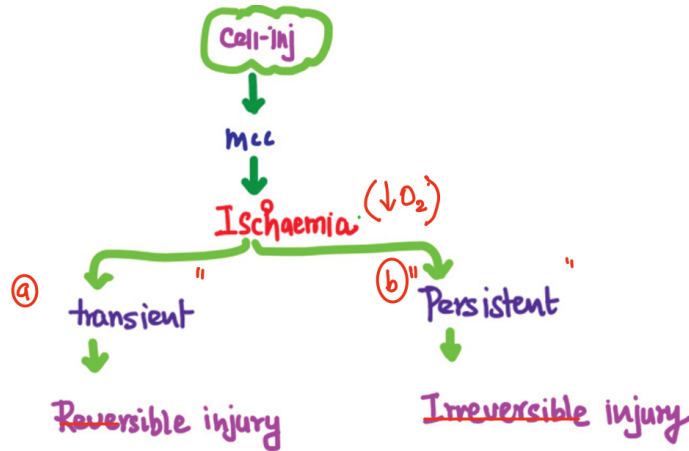 Cell-inj
mcc
Ischaemia (↓O₂)
ⓐ transient "
ⓑ "Persistent"
Reversible injury
Irreversible injury